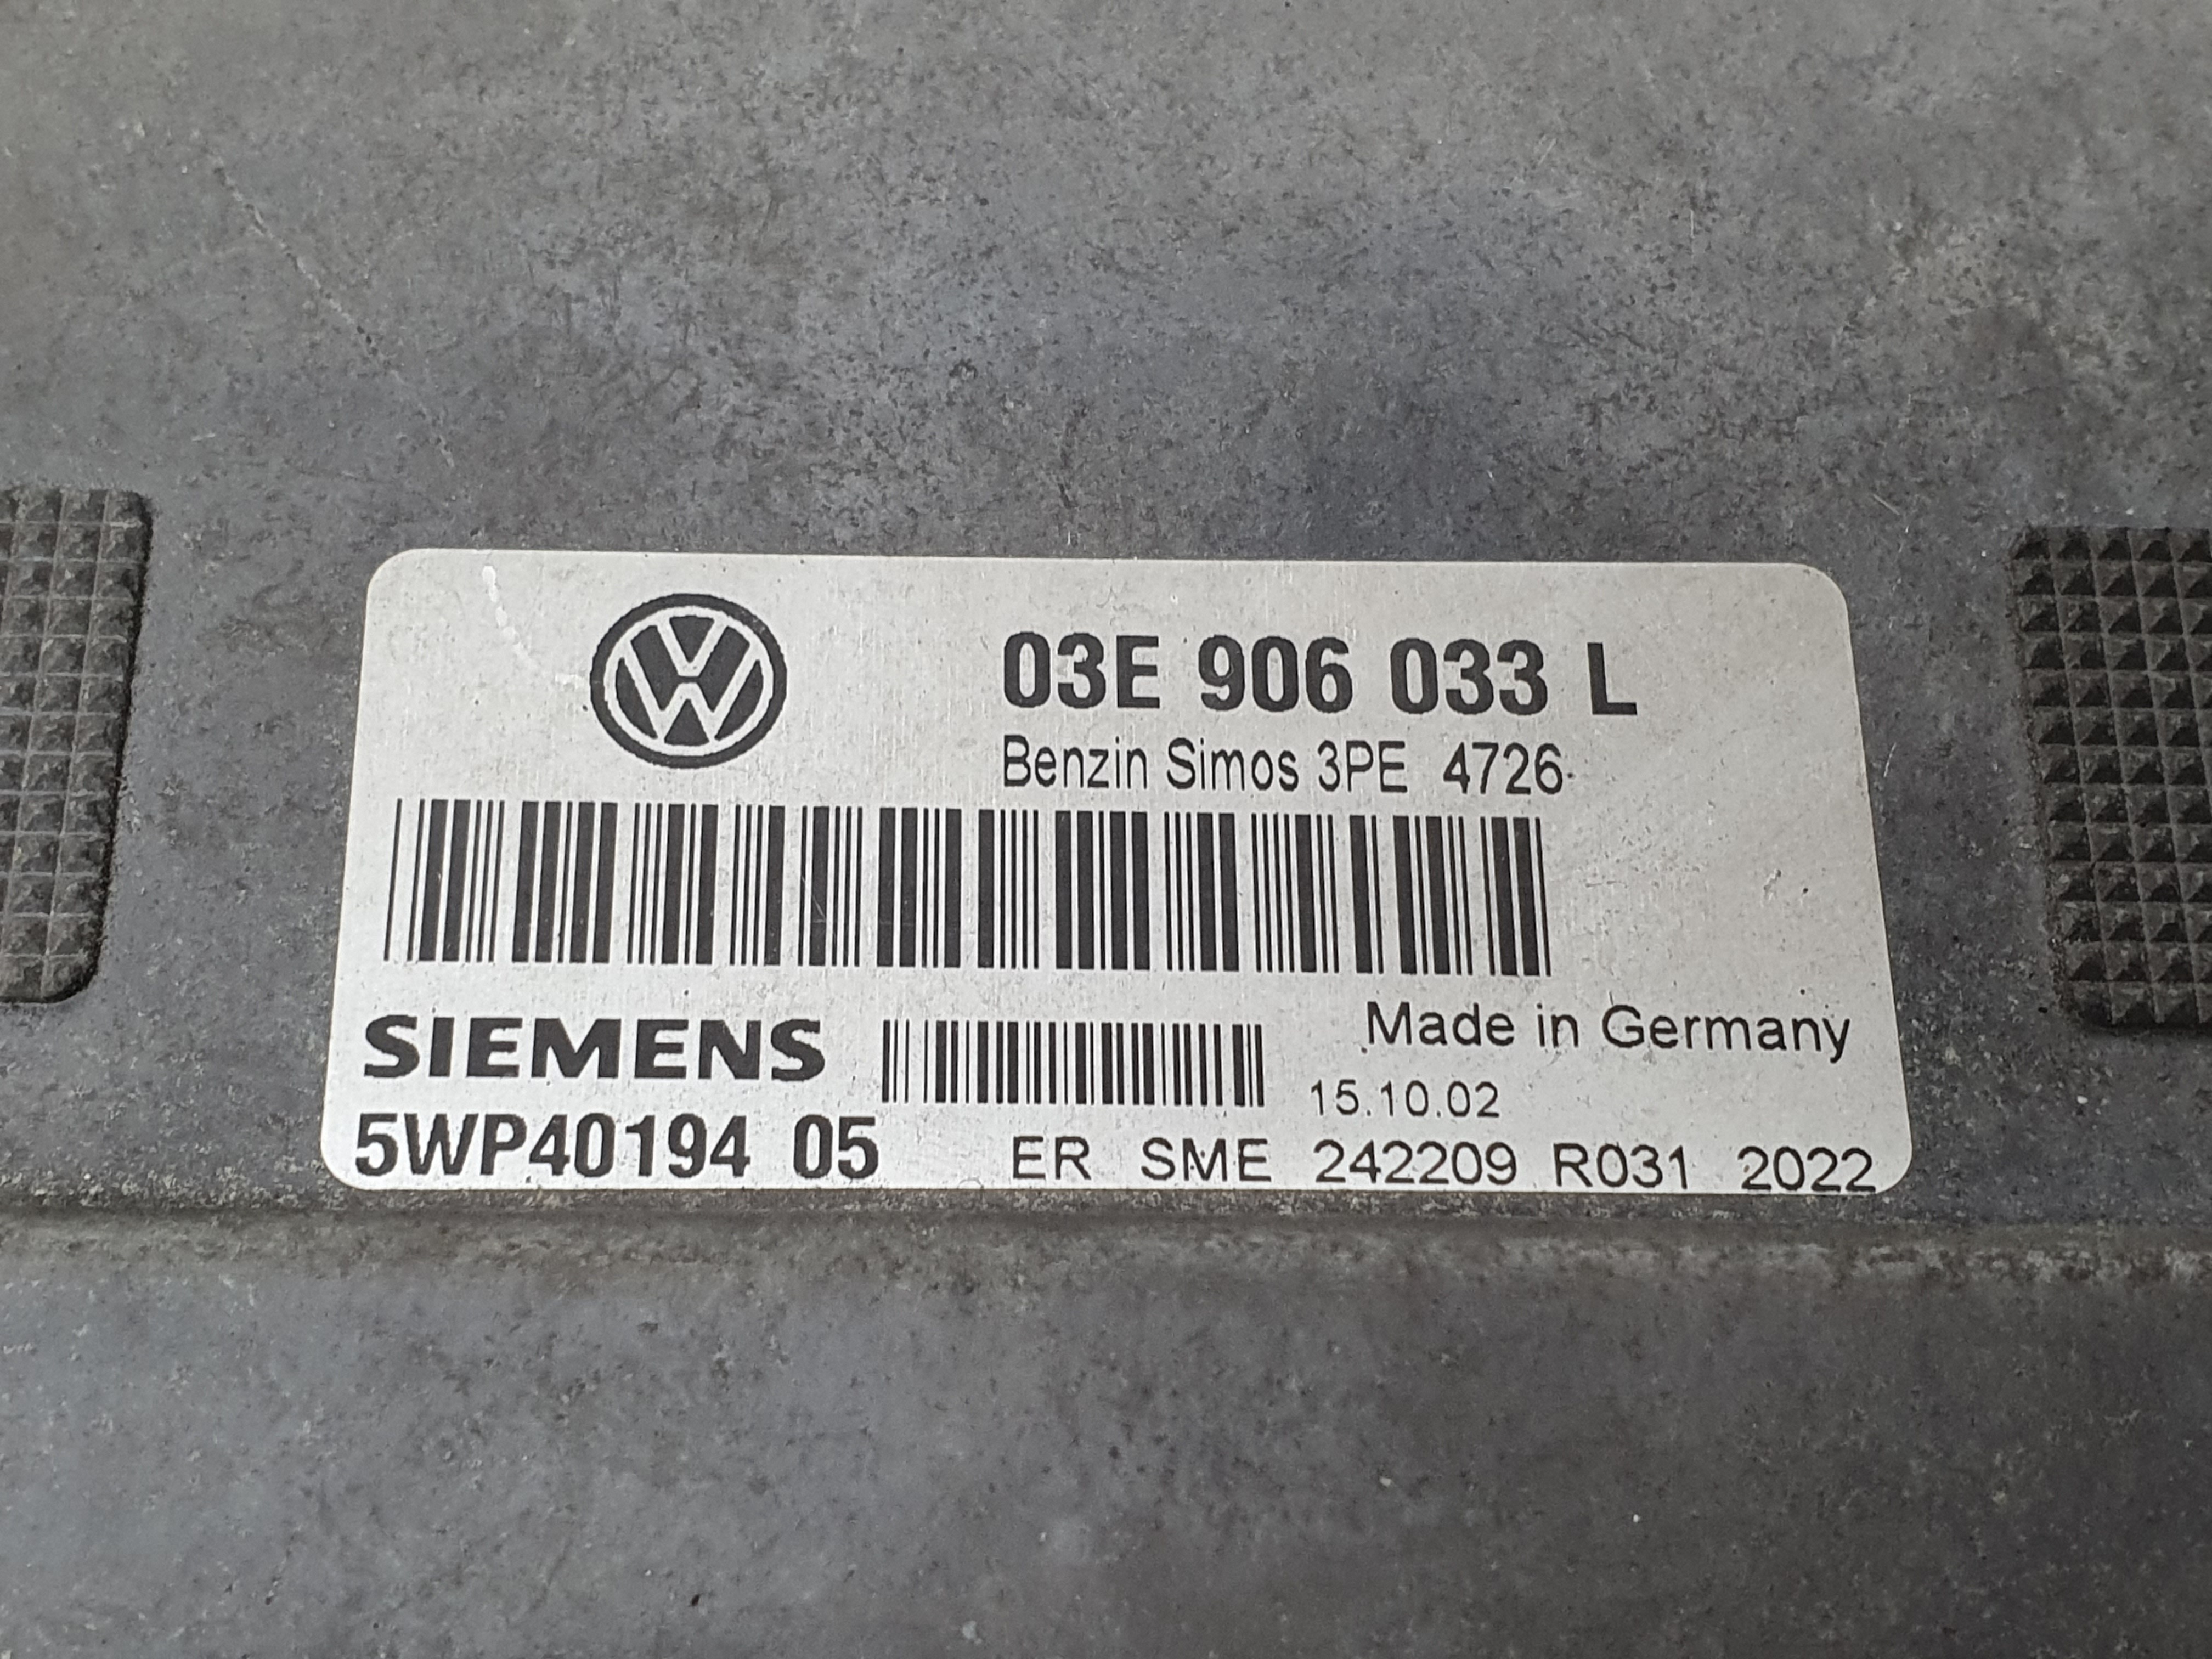 03E 906 033 L
Benzin Simos 3PE 4726
SIEMENS
Made in Germany
15.10.02
5WP40194 05
ER SME 242209 R031 2022